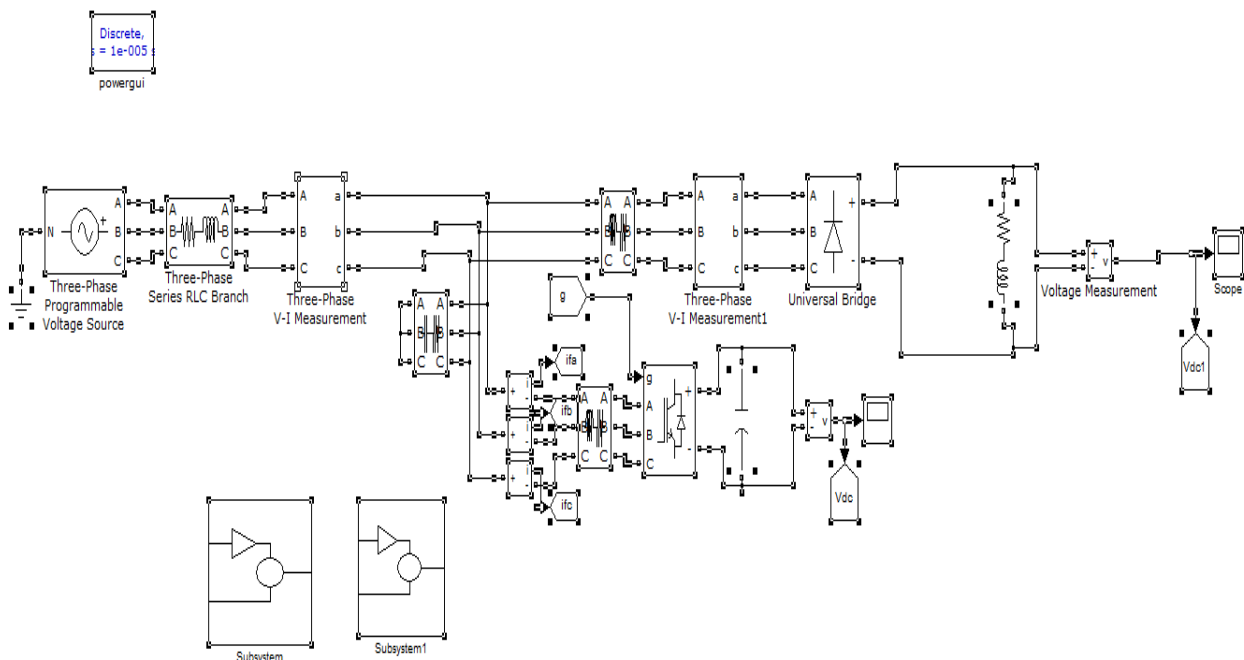 Discrete,
s = 1e-005 s
powergui
A
B
C
N
+
Three-Phase
Programmable
Voltage Source
A A
B B
C C
Three-Phase
Series RLC Branch
A a
B b
C c
Three-Phase
V-I Measurement
A A
B B
C C
A A
B B
C C
A a
B b
C c
Three-Phase
V-I Measurement1
A +
B
C -
Universal Bridge
+
- v
Voltage Measurement
Scope
Vdc1
g
ifa
i
+ -
ifb
i
+ -
i
+ -
ifc
A A
B B
C C
g +
A
B -
C
+
- v
Vdc
Subsystem
Subsystem1